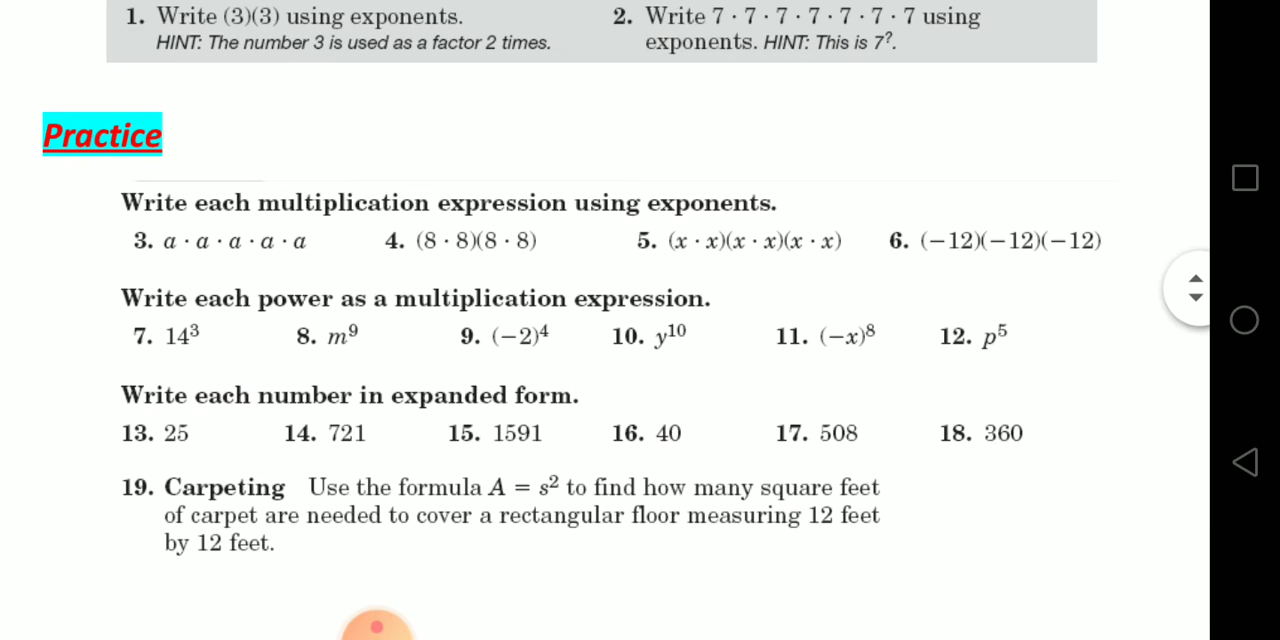 1. Write (3)(3) using exponents.
HINT: The number 3 is used as a factor 2 times.
2. Write 7 · 7 · 7 · 7 · 7 · 7 · 7 using
exponents. HINT: This is 7?.
Practice
Write each multiplication expression using exponents.
3. a · a · a · a · a 4. (8 · 8)(8 · 8) 5. (x · x)(x · x)(x · x) 6. (−12)(−12)(−12)
Write each power as a multiplication expression.
7. 14³ 8. m⁹ 9. (−2)⁴ 10. y¹⁰ 11. (−x)⁸ 12. p⁵
Write each number in expanded form.
13. 25 14. 721 15. 1591 16. 40 17. 508 18. 360
19. Carpeting Use the formula A = s² to find how many square feet
of carpet are needed to cover a rectangular floor measuring 12 feet
by 12 feet.